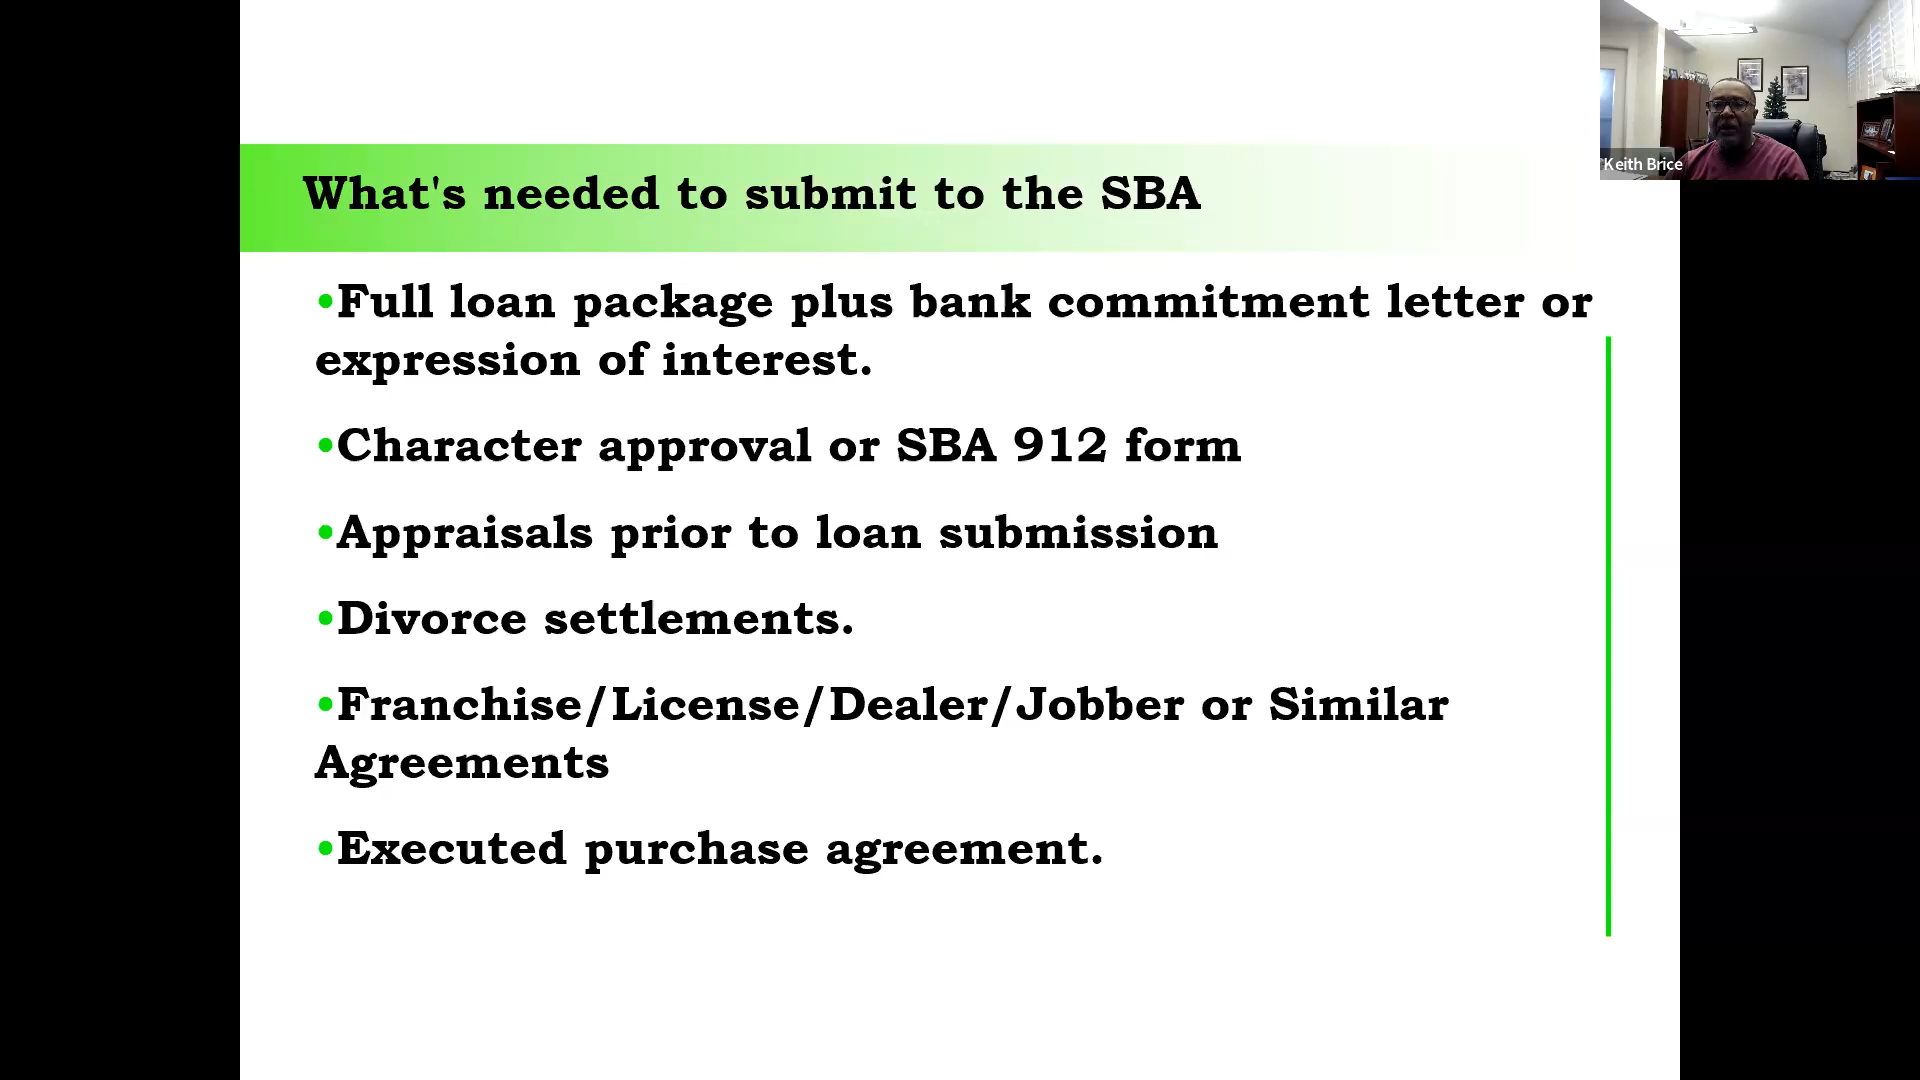 Keith Brice
What's needed to submit to the SBA
•Full loan package plus bank commitment letter or
expression of interest.
•Character approval or SBA 912 form
•Appraisals prior to loan submission
•Divorce settlements.
•Franchise/License/Dealer/Jobber or Similar
Agreements
•Executed purchase agreement.